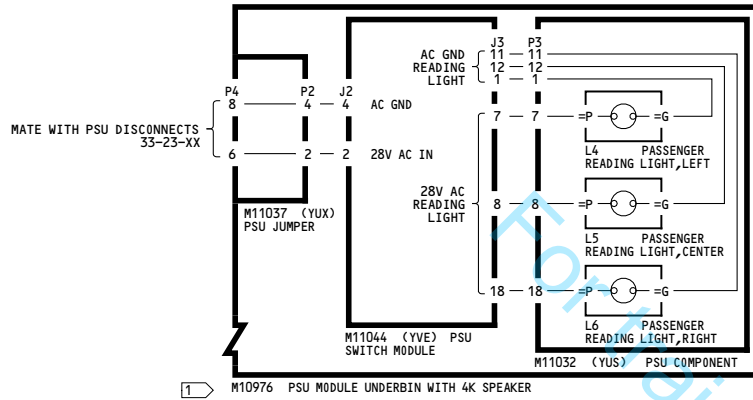 J3 P3
AC GND 11 11
READING 12 12
LIGHT 1 1
P4 P2 J2
8 4 4 AC GND
7 7 =P =G
MATE WITH PSU DISCONNECTS
33-23-XX
L4 PASSENGER
READING LIGHT,LEFT
6 2 2 28V AC IN
28V AC
READING
LIGHT
8 8 =P =G
M11037 (YUX)
PSU JUMPER
L5 PASSENGER
READING LIGHT,CENTER
18 18 =P =G
L6 PASSENGER
READING LIGHT,RIGHT
M11044 (YVE) PSU
SWITCH MODULE
M11032 (YUS) PSU COMPONENT
1 M10976 PSU MODULE UNDERBIN WITH 4K SPEAKER
For trai